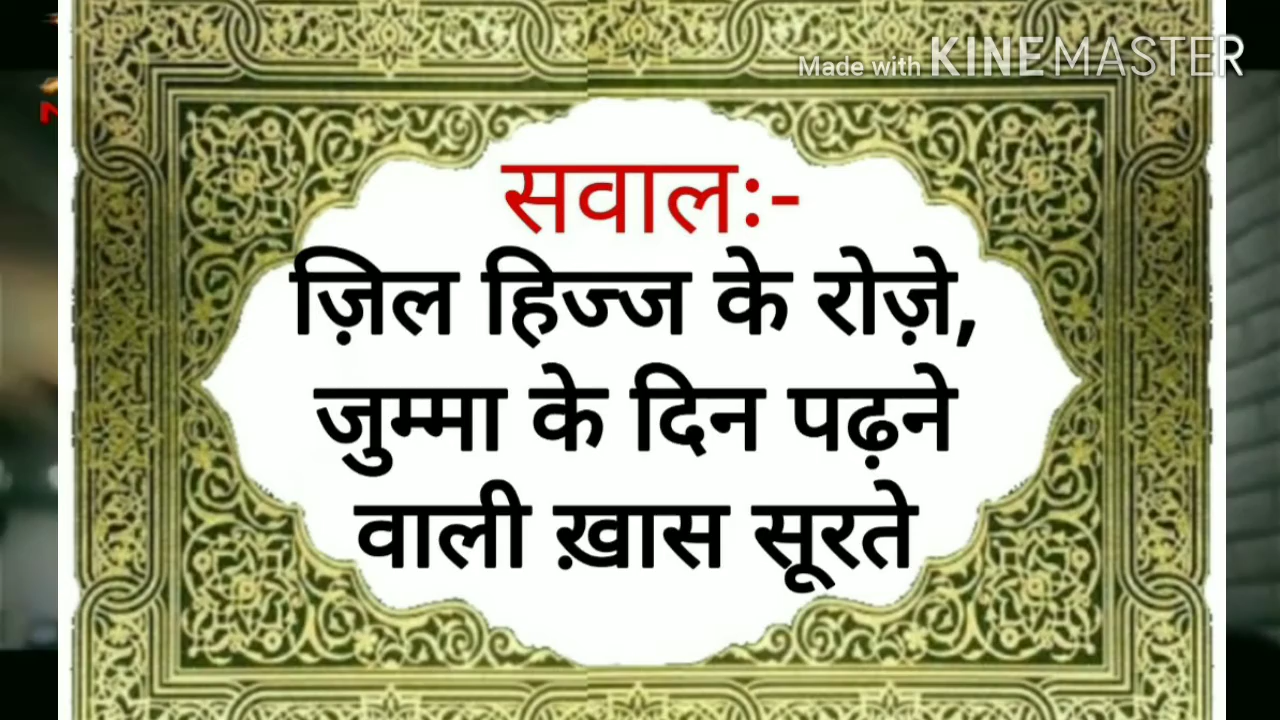 Made with KINEMASTER
सवालः-
ज़िल हिज्ज के रोज़े,
जुम्मा के दिन पढ़ने
वाली ख़ास सूरते